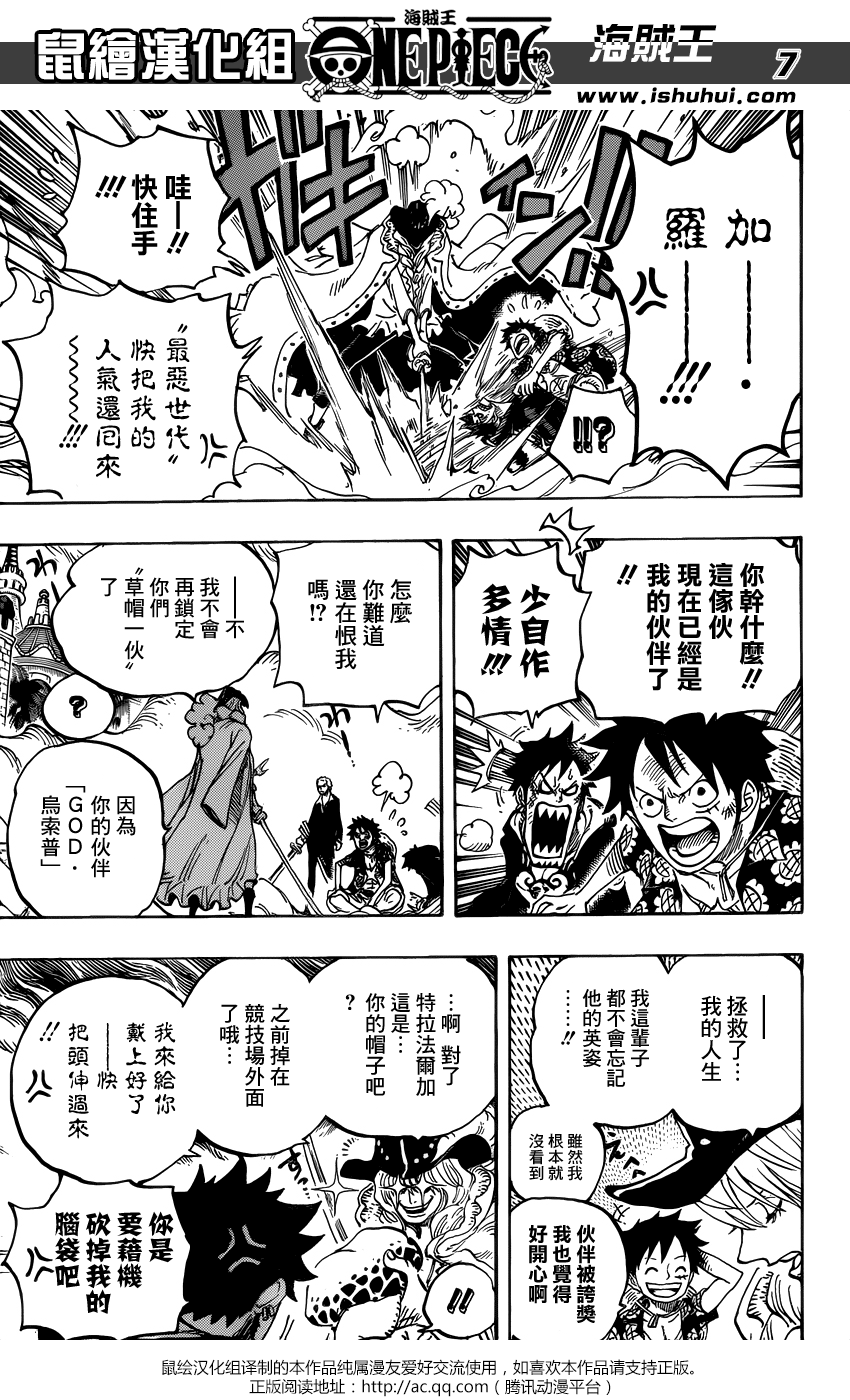 鼠繪漢化組
海賊王
ONE PIECE
海賊王
7
www.ishuhui.com
加・
羅
!!!
!!?
ガギィン!!
哇―!!
快住手
!!!
〝最惡世代〞
快把我的
人氣還回來
!!!
你幹什麼!!
這傢伙
現在已經是
我的伙伴了
!!
少自作
多情!!!
怎麼
你難道
還在恨我
嗎!?
――不
我不會
再鎖定
你們
〝草帽一伙〞
了
?
因為
你的伙伴
「GOD・
烏索普」
――
拯救了…
我的人生
我這輩子
都不會忘記
他的英姿
……!!
雖然我
根本就
沒看到
伙伴被誇獎
我也覺得
好開心啊
…啊 對了
特拉法爾加
這是…
你的帽子吧
?
之前掉在
競技場外面
了哦…
我來給你
戴上好了
――快
把頭伸過來
!!
!!
你是
要藉機
砍掉我的
腦袋吧
鼠绘汉化组译制的本作品纯属漫友爱好交流使用，如喜欢本作品请支持正版。
正版阅读地址：http://ac.qq.com（腾讯动漫平台）